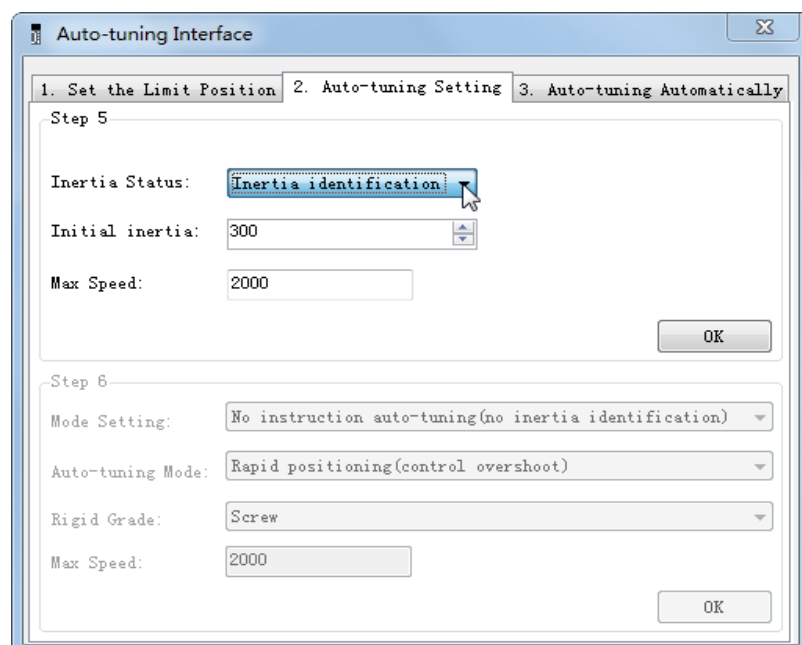 Auto-tuning Interface
1. Set the Limit Position 2. Auto-tuning Setting 3. Auto-tuning Automatically
Step 5
Inertia Status: Inertia identification
Initial inertia: 300
Max Speed: 2000
OK
Step 6
Mode Setting: No instruction auto-tuning(no inertia identification)
Auto-tuning Mode: Rapid positioning(control overshoot)
Rigid Grade: Screw
Max Speed: 2000
OK